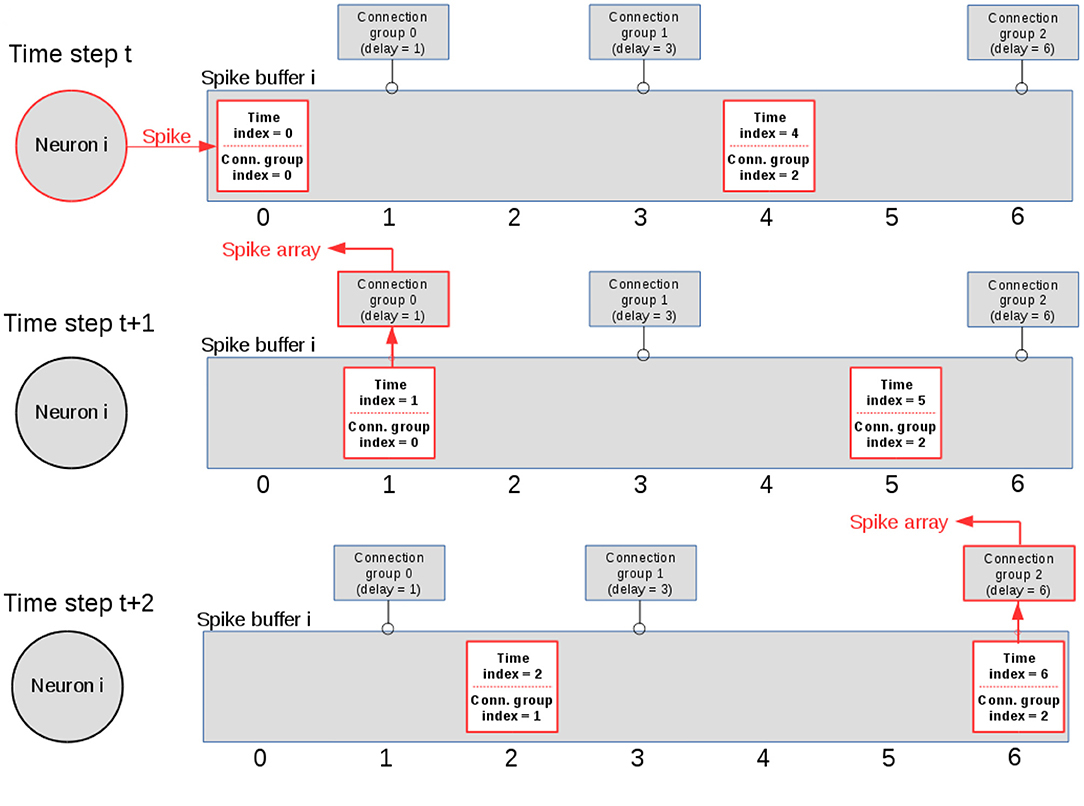 Connection
group 0
(delay = 1)
Connection
group 1
(delay = 3)
Connection
group 2
(delay = 6)
Time step t
Spike buffer i
Neuron i
Spike
Time
index = 0
Conn. group
index = 0
Time
index = 4
Conn. group
index = 2
0 1 2 3 4 5 6
Spike array
Connection
group 0
(delay = 1)
Connection
group 1
(delay = 3)
Connection
group 2
(delay = 6)
Time step t+1
Spike buffer i
Neuron i
Time
index = 1
Conn. group
index = 0
Time
index = 5
Conn. group
index = 2
0 1 2 3 4 5 6
Spike array
Connection
group 0
(delay = 1)
Connection
group 1
(delay = 3)
Connection
group 2
(delay = 6)
Time step t+2
Spike buffer i
Neuron i
Time
index = 2
Conn. group
index = 1
Time
index = 6
Conn. group
index = 2
0 1 2 3 4 5 6